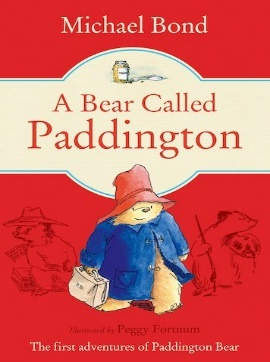 Michael Bond
A Bear Called
Paddington
Illustrated by Peggy Fortnum
The first adventures of Paddington Bear